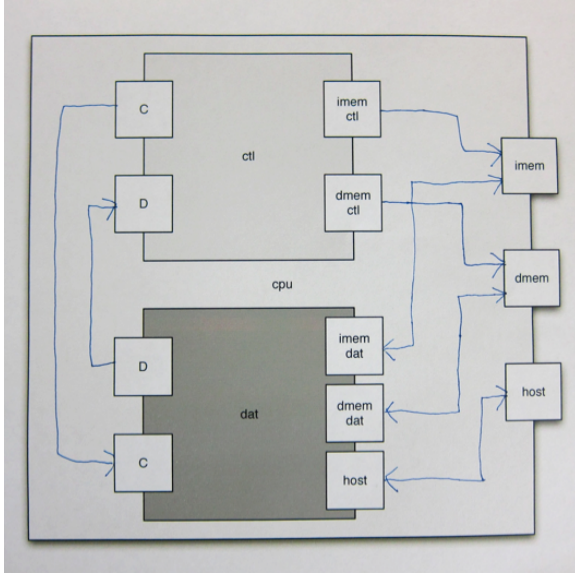 C
imem
ctl
ctl
imem
D
dmem
ctl
cpu
dmem
D
imem
dat
host
dat
dmem
dat
C
host